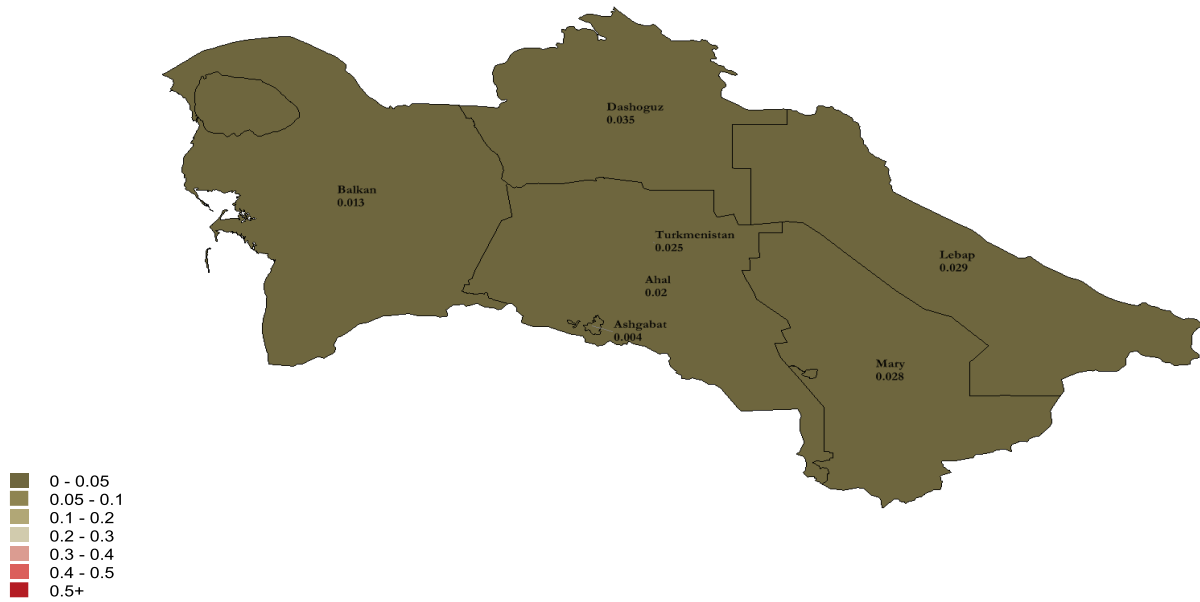 Dashoguz
0.035
Balkan
0.013
Turkmenistan
0.025
Lebap
0.029
Ahal
0.02
Ashgabat
0.004
Mary
0.028
0 - 0.05
0.05 - 0.1
0.1 - 0.2
0.2 - 0.3
0.3 - 0.4
0.4 - 0.5
0.5+